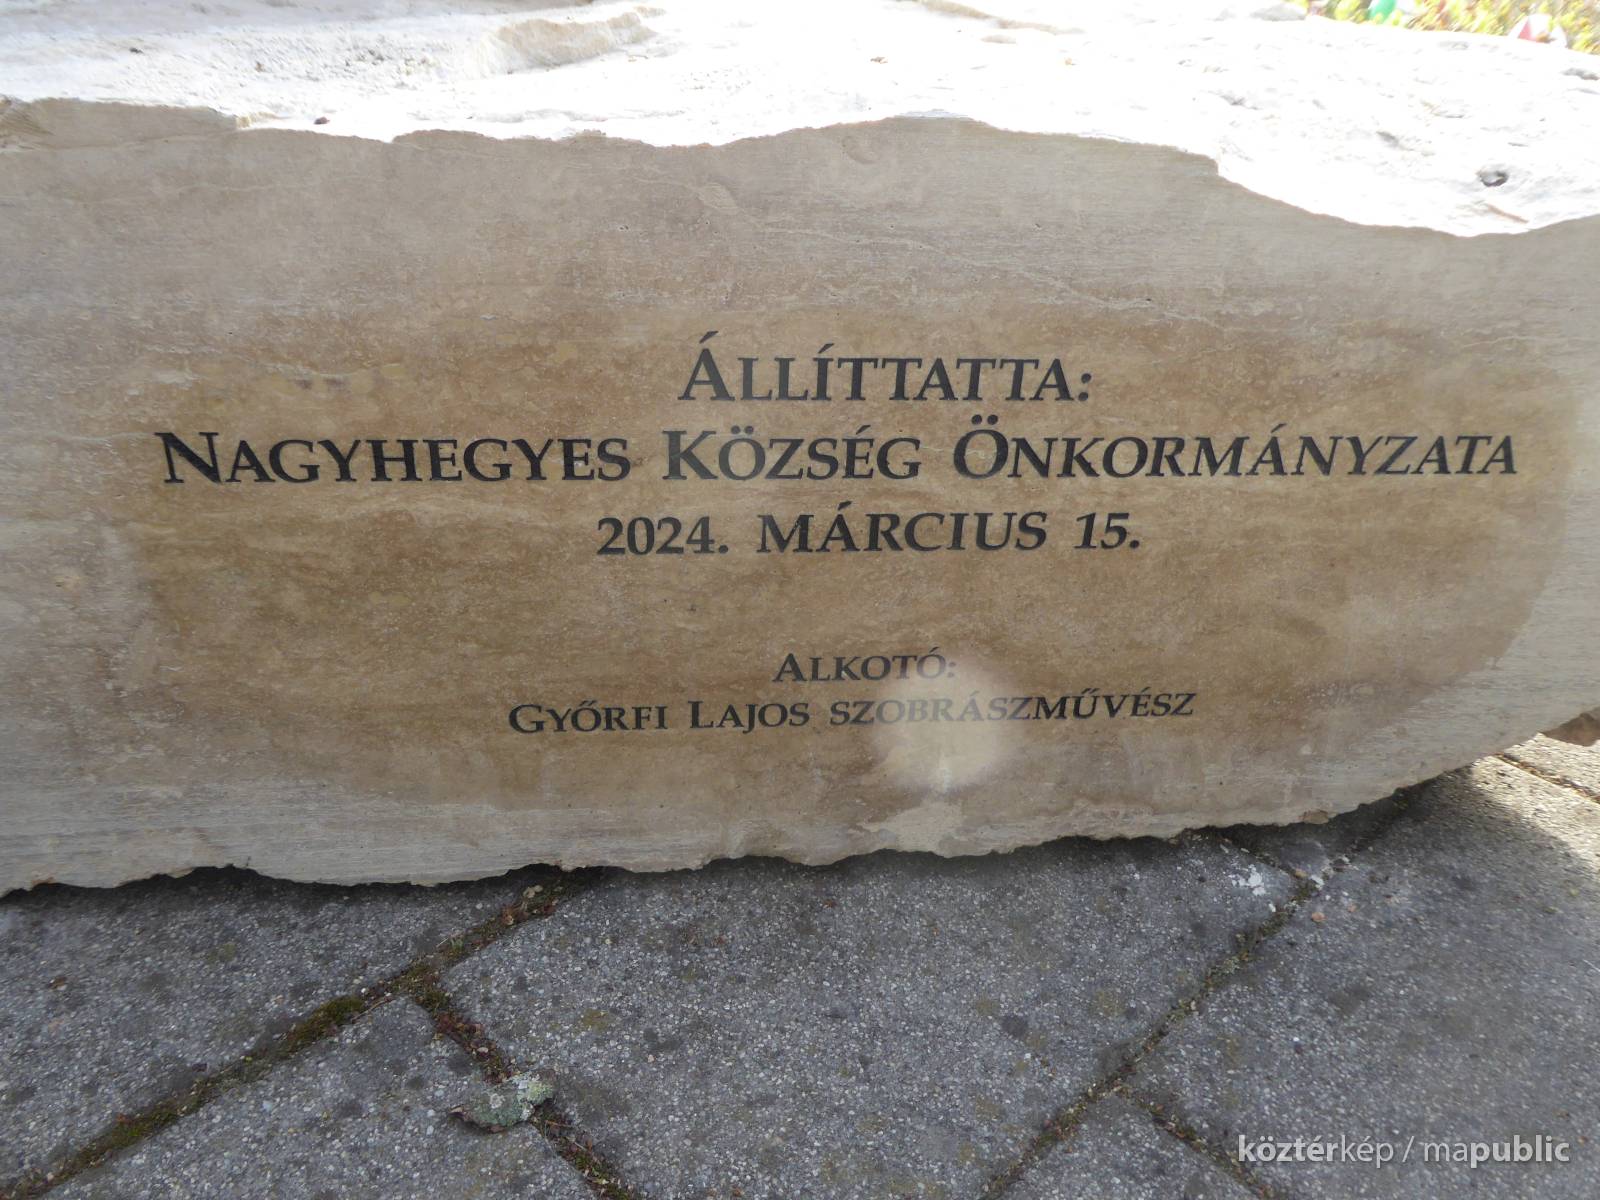 ÁLLÍTTATTA:
NAGYHEGYES KÖZSÉG ÖNKORMÁNYZATA
2024. MÁRCIUS 15.
ALKOTÓ:
GYŐRFI LAJOS SZOBRÁSZMŰVÉSZ
köztérkép / mapublic